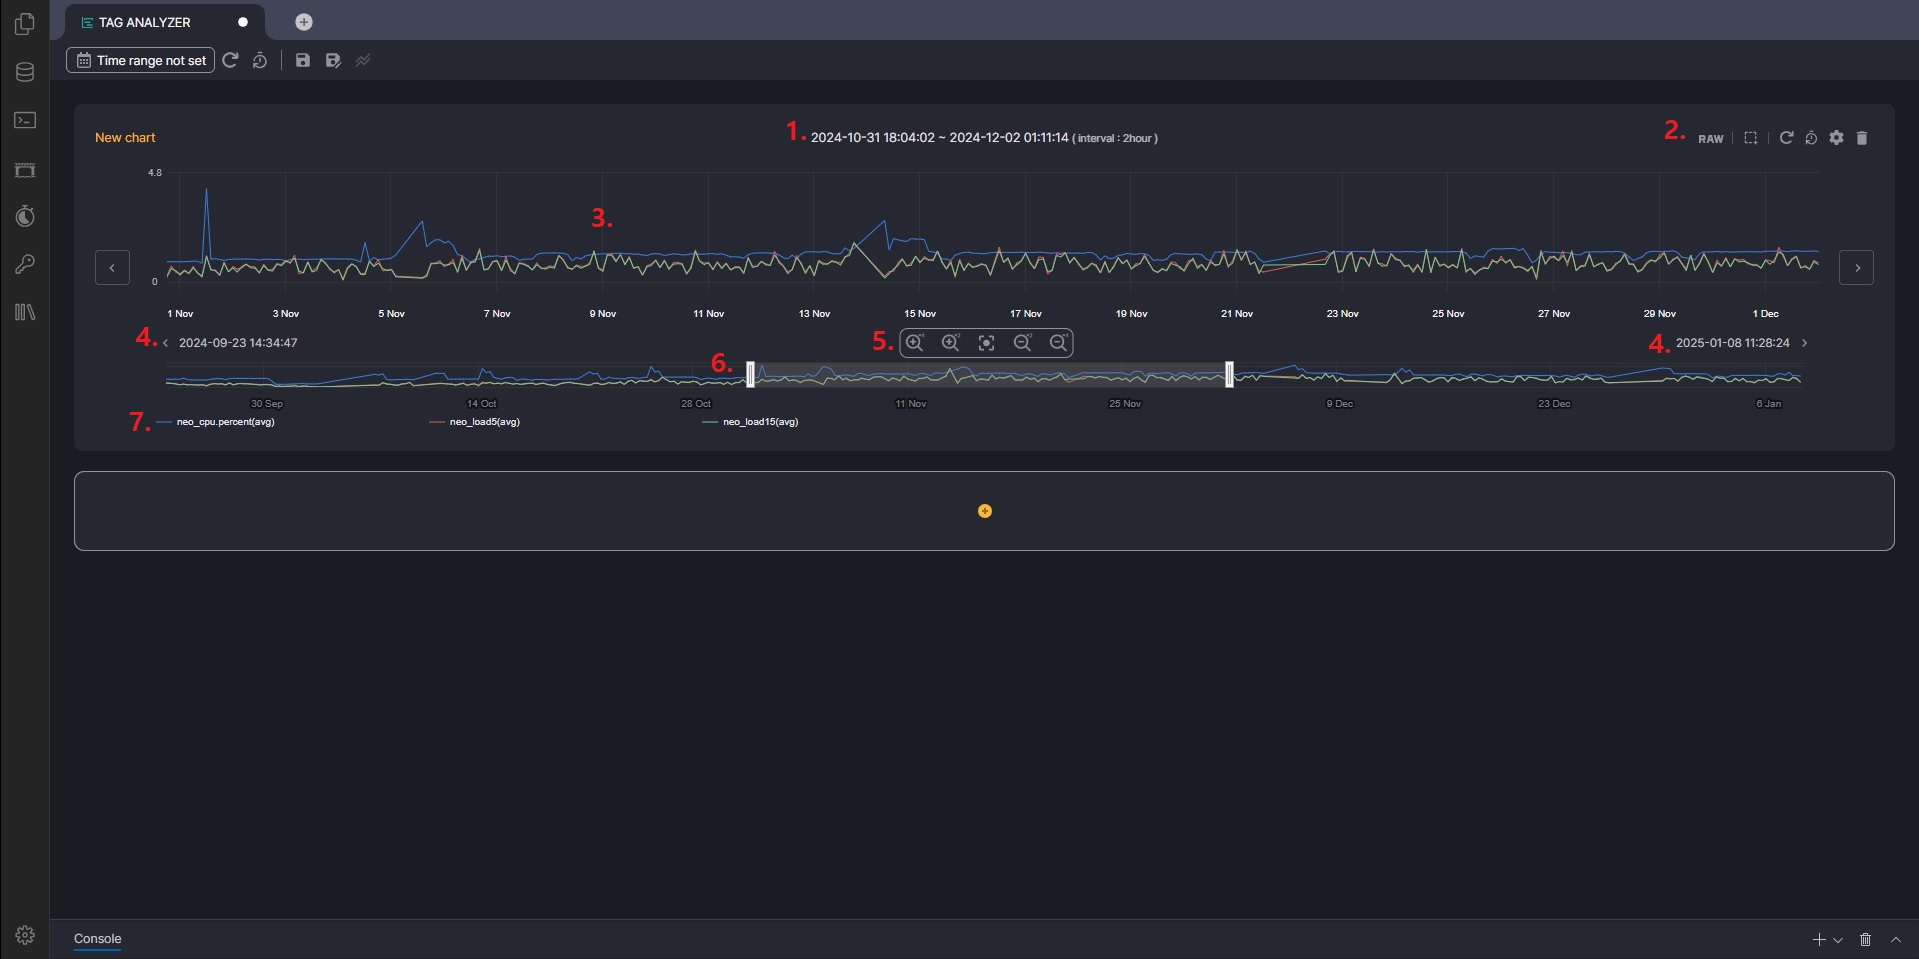 TAG ANALYZER
Time range not set
New chart
1. 2024-10-31 18:04:02 ~ 2024-12-02 01:11:14 ( interval : 2hour )
2. RAW
4.8
3.
0
1 Nov 3 Nov 5 Nov 7 Nov 9 Nov 11 Nov 13 Nov 15 Nov 17 Nov 19 Nov 21 Nov 23 Nov 25 Nov 27 Nov 29 Nov 1 Dec
4. 2024-09-23 14:34:47
5.
4. 2025-01-08 11:28:24
6.
30 Sep 14 Oct 28 Oct 11 Nov 25 Nov 9 Dec 23 Dec 6 Jan
7. neo_cpu.percent(avg) neo_load5(avg) neo_load15(avg)
Console